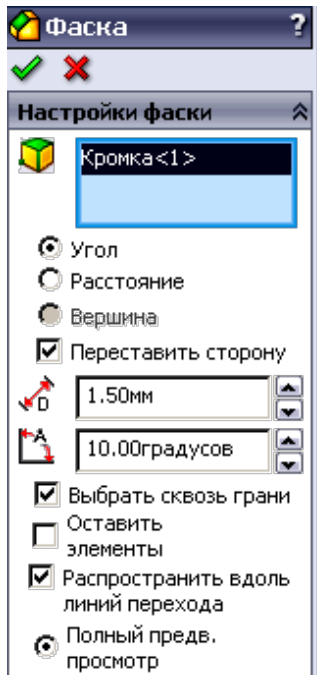 Фаска ?
Настройки фаски
Кромка<1>
Угол
Расстояние
Вершина
Переставить сторону
D 1.50мм
A 10.00градусов
Выбрать сквозь грани
Оставить
элементы
Распространить вдоль
линий перехода
Полный предв.
просмотр